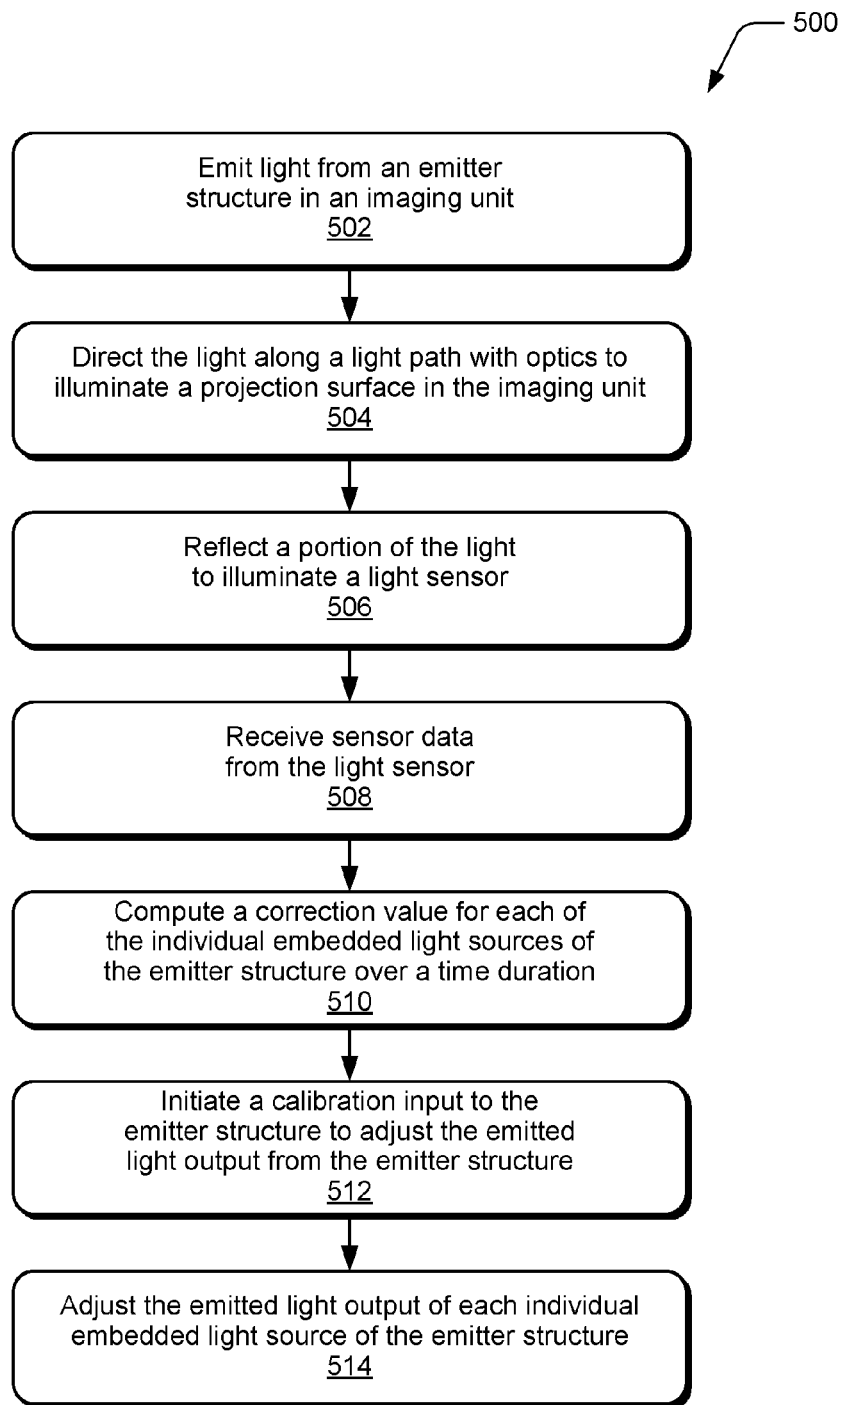 500
Emit light from an emitter
structure in an imaging unit
502
Direct the light along a light path with optics to
illuminate a projection surface in the imaging unit
504
Reflect a portion of the light
to illuminate a light sensor
506
Receive sensor data
from the light sensor
508
Compute a correction value for each of
the individual embedded light sources of
the emitter structure over a time duration
510
Initiate a calibration input to the
emitter structure to adjust the emitted
light output from the emitter structure
512
Adjust the emitted light output of each individual
embedded light source of the emitter structure
514